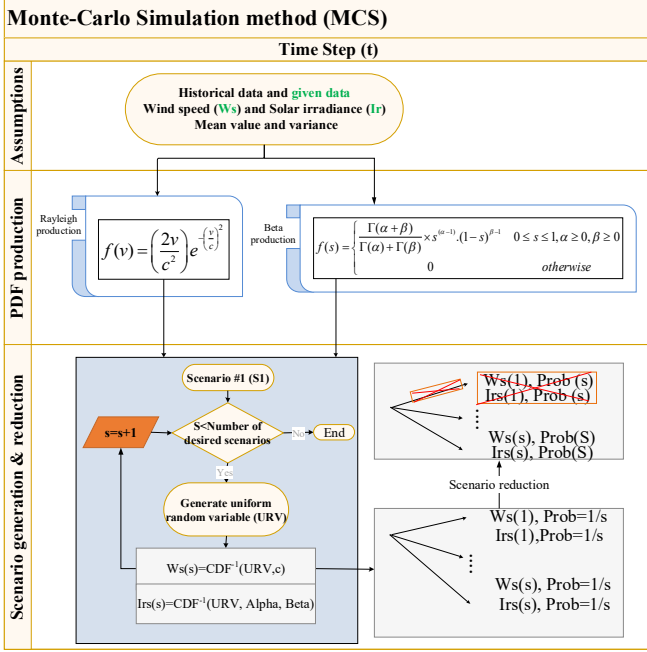 Monte-Carlo Simulation method (MCS)
Time Step (t)
Assumptions
Historical data and given data
Wind speed (Ws) and Solar irradiance (Ir)
Mean value and variance
PDF production
Rayleigh
production
f(v) = (2v/c²) e^(-(v/c)²)
Beta
production
f(s) = { Γ(α+β)/(Γ(α)+Γ(β)) × s^(α-1).(1-s)^(β-1) 0 ≤ s ≤ 1, α ≥ 0, β ≥ 0
0 otherwise
Scenario generation & reduction
Scenario #1 (S1)
s=s+1
S<Number of
desired scenarios
No
End
Yes
Generate uniform
random variable (URV)
Ws(s)=CDF⁻¹(URV,c)
Irs(s)=CDF⁻¹(URV, Alpha, Beta)
Ws(1), Prob (s)
Irs(1), Prob (s)
Ws(s), Prob(S)
Irs(s), Prob(S)
Scenario reduction
Ws(1), Prob=1/s
Irs(1),Prob=1/s
Ws(s), Prob=1/s
Irs(s), Prob=1/s